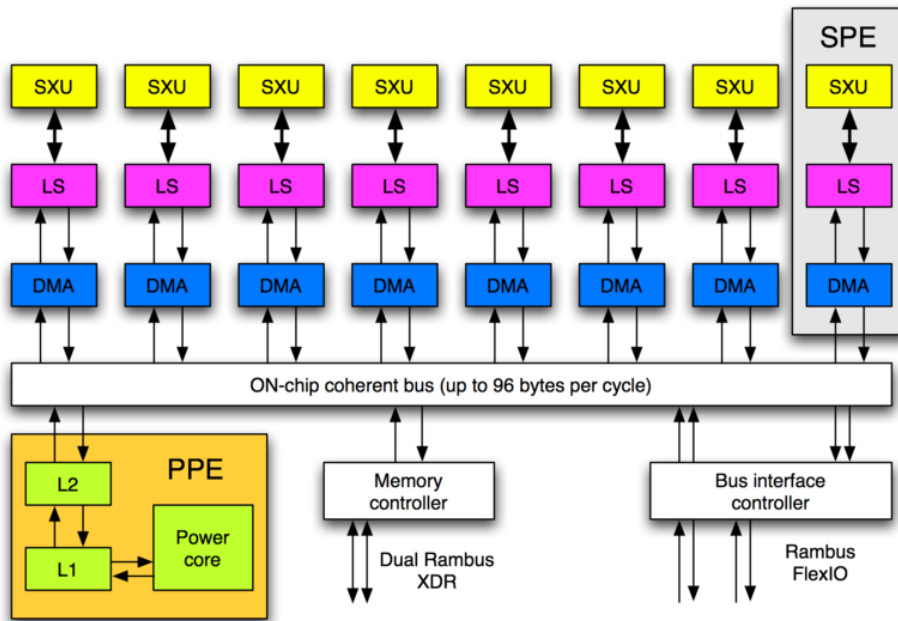 SPE
SXU SXU SXU SXU SXU SXU SXU SXU
LS LS LS LS LS LS LS LS
DMA DMA DMA DMA DMA DMA DMA DMA
ON-chip coherent bus (up to 96 bytes per cycle)
PPE
L2
L1
Power
core
Memory
controller
Dual Rambus
XDR
Bus interface
controller
Rambus
FlexIO